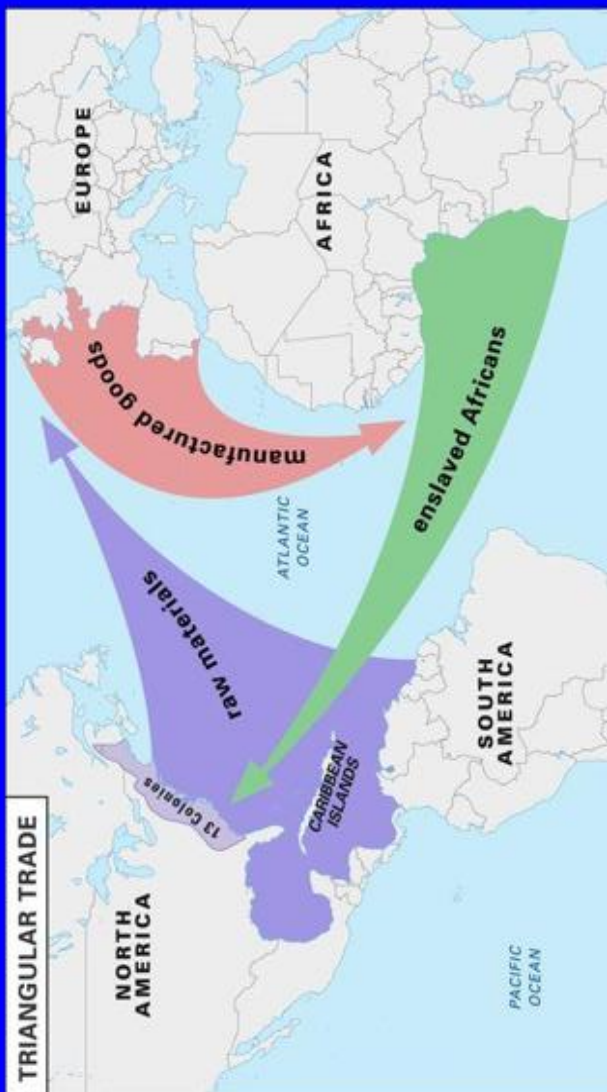 TRIANGULAR TRADE
NORTH
AMERICA
13 Colonies
raw materials
manufactured goods
EUROPE
ATLANTIC
OCEAN
AFRICA
enslaved Africans
CARIBBEAN
ISLANDS
SOUTH
AMERICA
PACIFIC
OCEAN